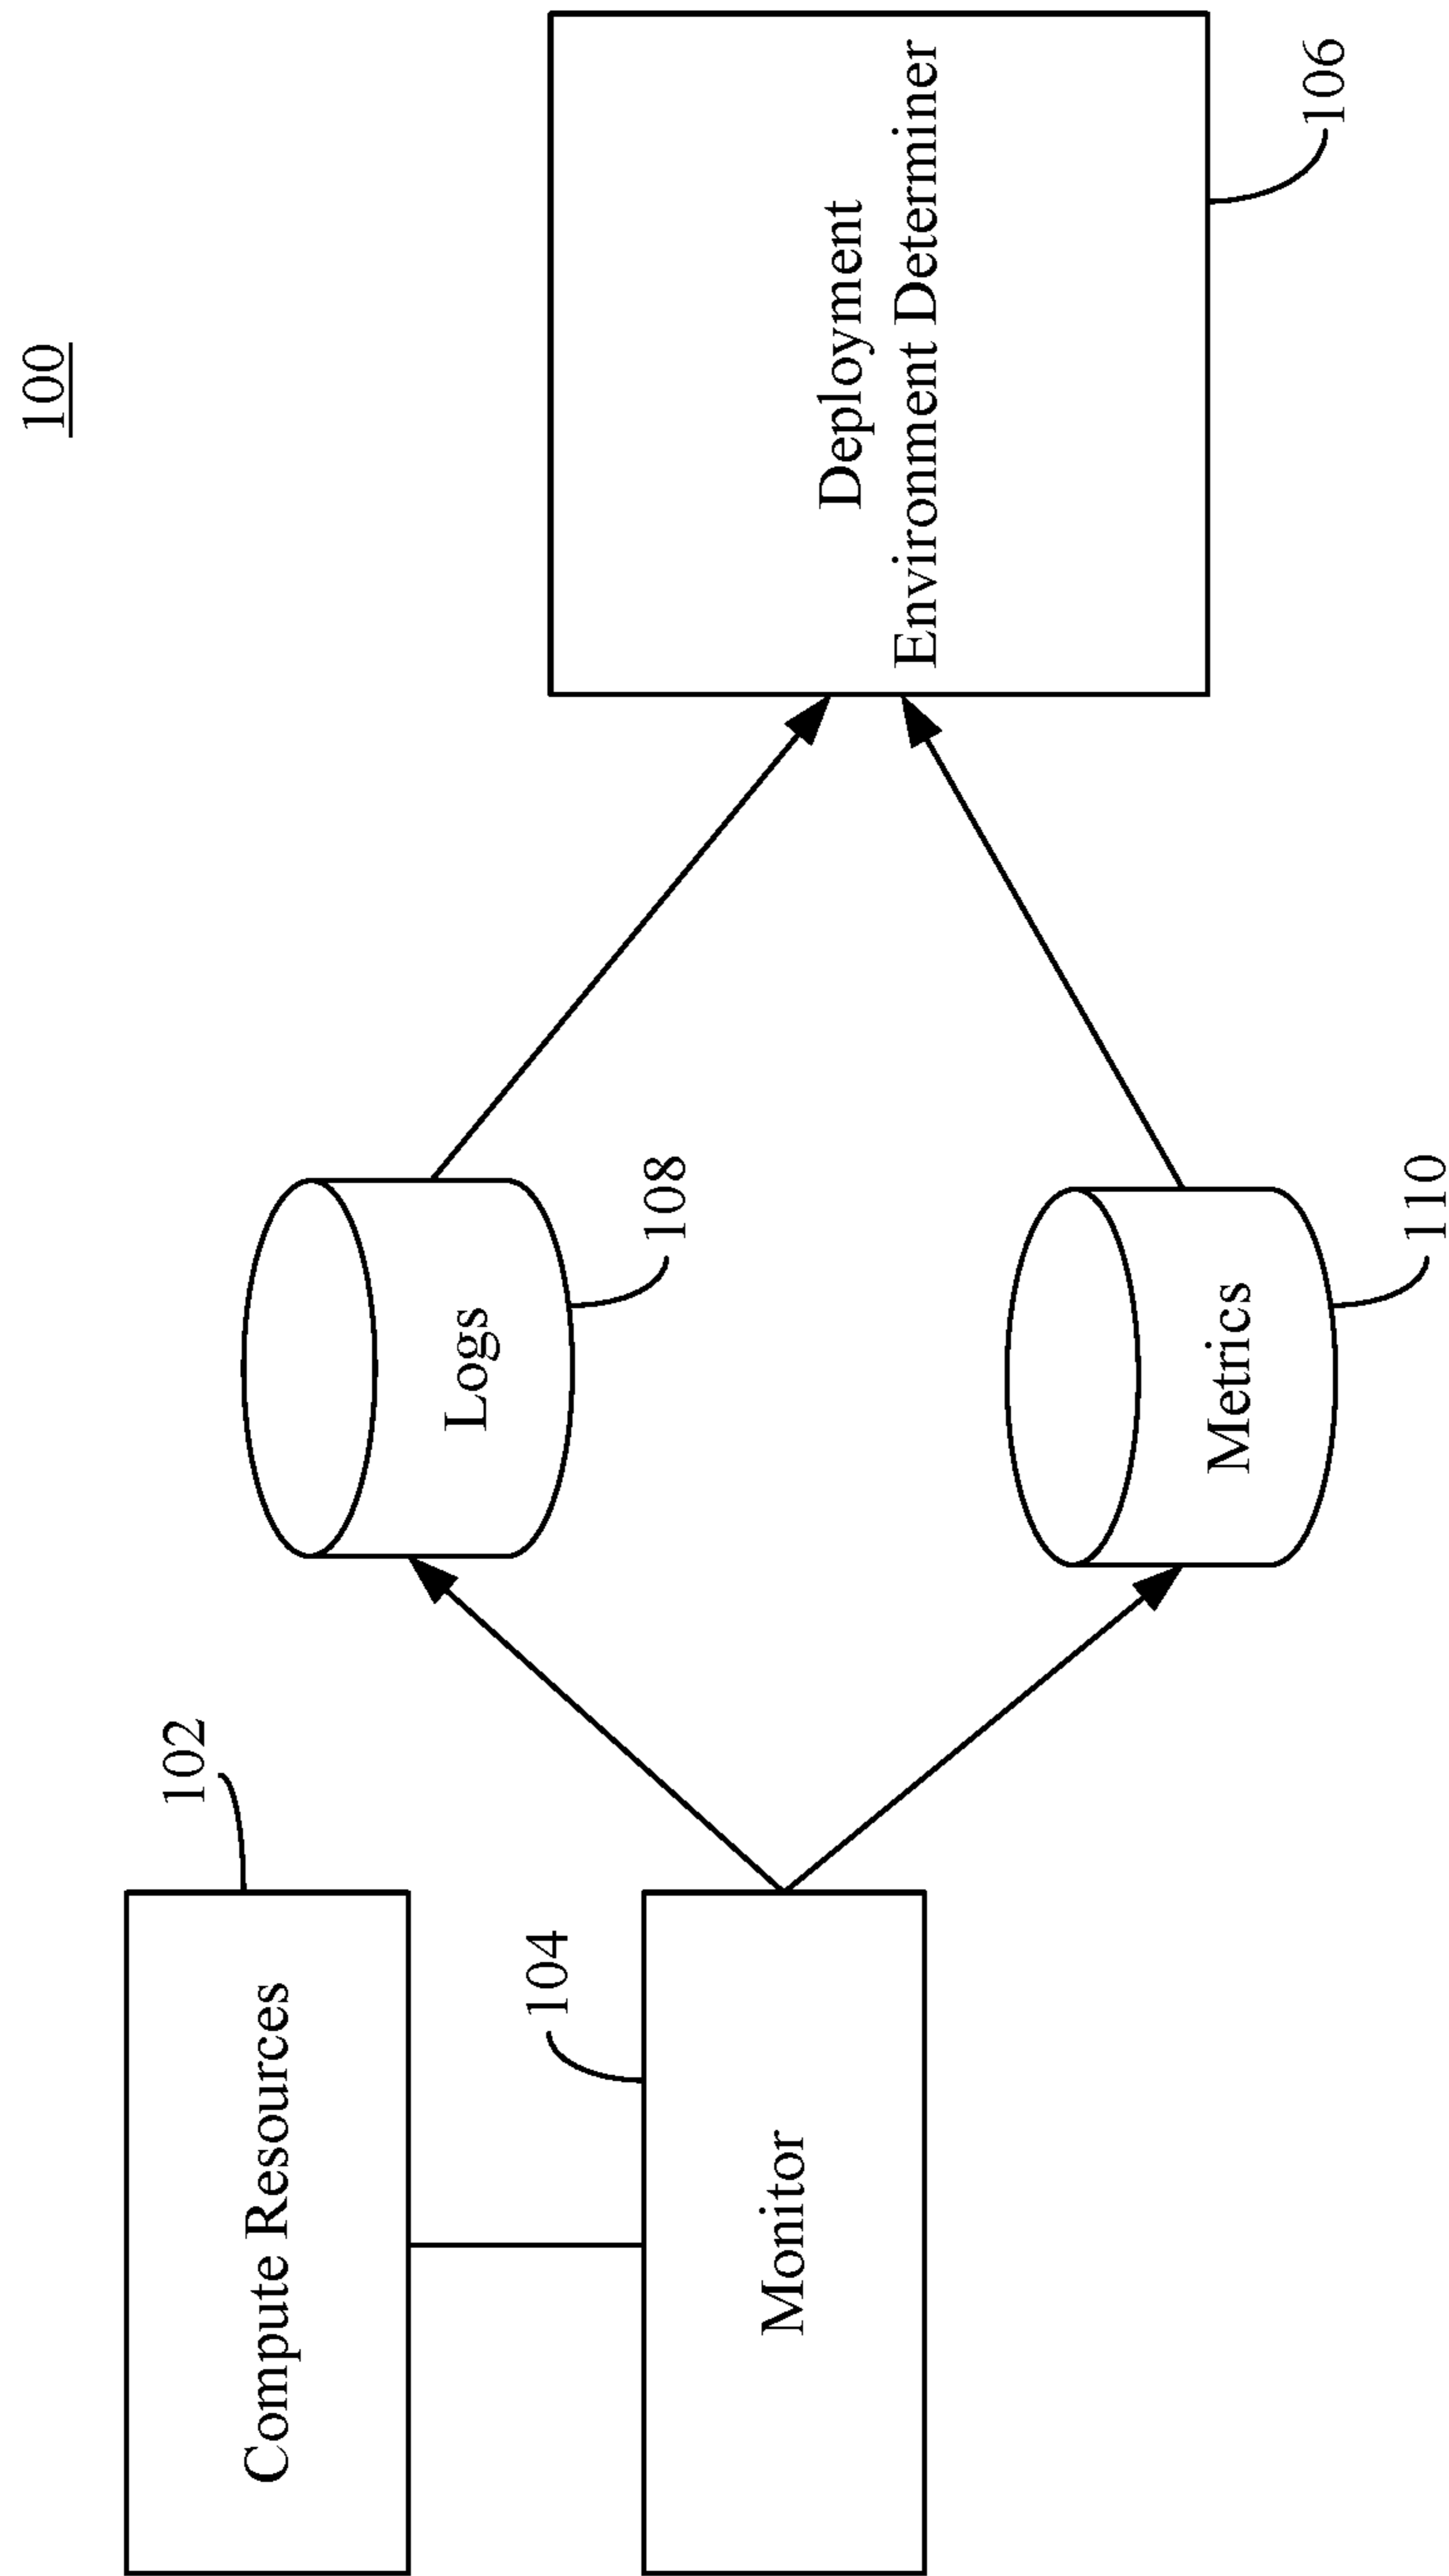 100
Compute Resources
102
Monitor
104
Logs
108
Metrics
110
Deployment
Environment Determiner
106